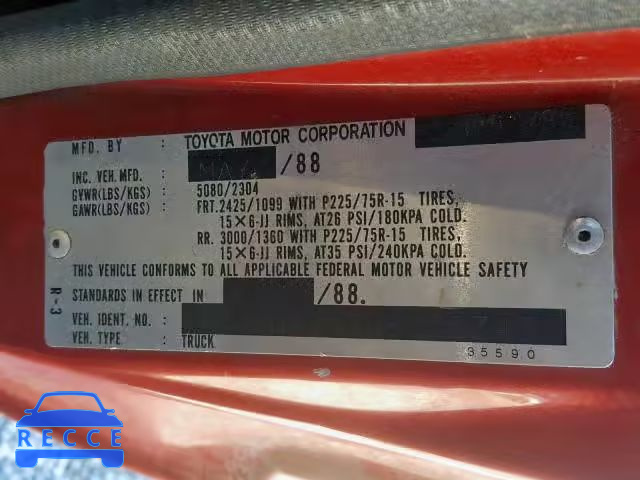 MFD. BY : TOYOTA MOTOR CORPORATION
INC. VEH. MFD. : MAY /88
GVWR(LBS/KGS) : 5080/2304
GAWR(LBS/KGS) : FRT. 2425/1099 WITH P225/75R-15 TIRES,
15×6-JJ RIMS, AT26 PSI/180KPA COLD.
RR. 3000/1360 WITH P225/75R-15 TIRES,
15×6-JJ RIMS, AT35 PSI/240KPA COLD.
THIS VEHICLE CONFORMS TO ALL APPLICABLE FEDERAL MOTOR VEHICLE SAFETY
STANDARDS IN EFFECT IN /88.
VEH. IDENT. NO. :
VEH. TYPE : TRUCK
35590
R-3
RECCE